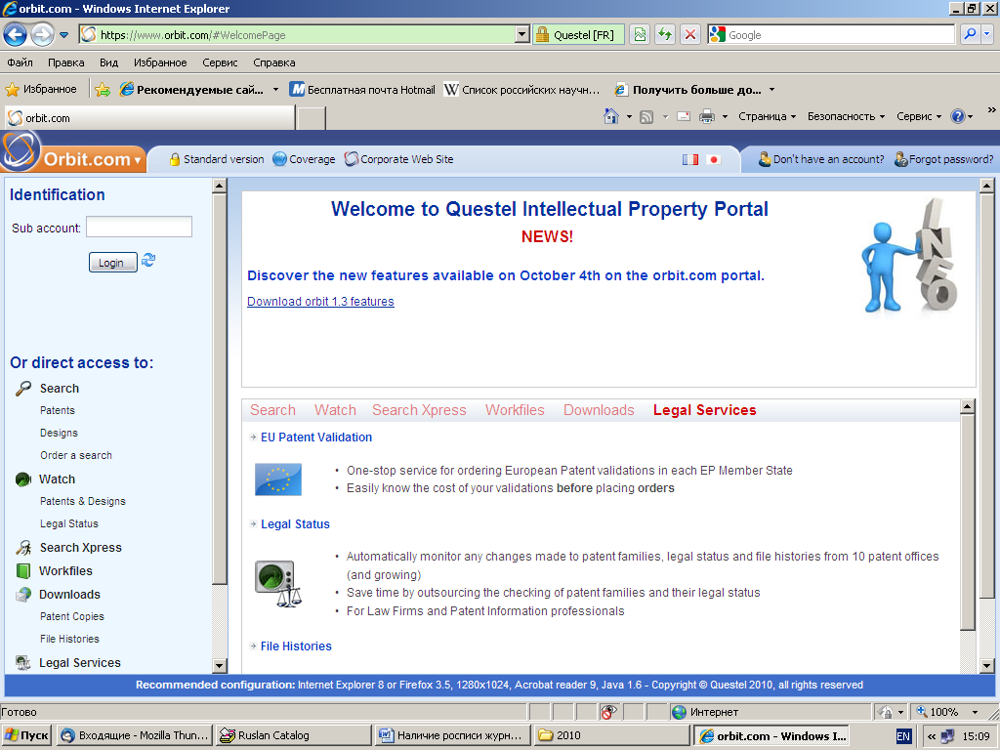 orbit.com - Windows Internet Explorer
https://www.orbit.com/#WelcomePage
Questel [FR]
Google
Файл Правка Вид Избранное Сервис Справка
Избранное
Рекомендуемые сай...
Бесплатная почта Hotmail
Список российских научн...
Получить больше до...
orbit.com
Страница Безопасность Сервис »
Orbit.com
Standard version Coverage Corporate Web Site
Don't have an account? Forgot password?
Identification
Sub account:
Login
Or direct access to:
Search
Patents
Designs
Order a search
Watch
Patents & Designs
Legal Status
Search Xpress
Workfiles
Downloads
Patent Copies
File Histories
Legal Services
Welcome to Questel Intellectual Property Portal
NEWS!
Discover the new features available on October 4th on the orbit.com portal.
Download orbit 1.3 features
INFO
Search Watch Search Xpress Workfiles Downloads Legal Services
EU Patent Validation
• One-stop service for ordering European Patent validations in each EP Member State
• Easily know the cost of your validations before placing orders
Legal Status
• Automatically monitor any changes made to patent families, legal status and file histories from 10 patent offices
(and growing)
• Save time by outsourcing the checking of patent families and their legal status
• For Law Firms and Patent Information professionals
File Histories
Recommended configuration: Internet Explorer 8 or Firefox 3.5, 1280x1024, Acrobat reader 9, Java 1.6 - Copyright © Questel 2010, all rights reserved
Готово
Интернет
100%
Пуск
Входящие - Mozilla Thun...
Ruslan Catalog
Наличие росписи журн...
2010
orbit.com - Windows I...
EN
«
15:09